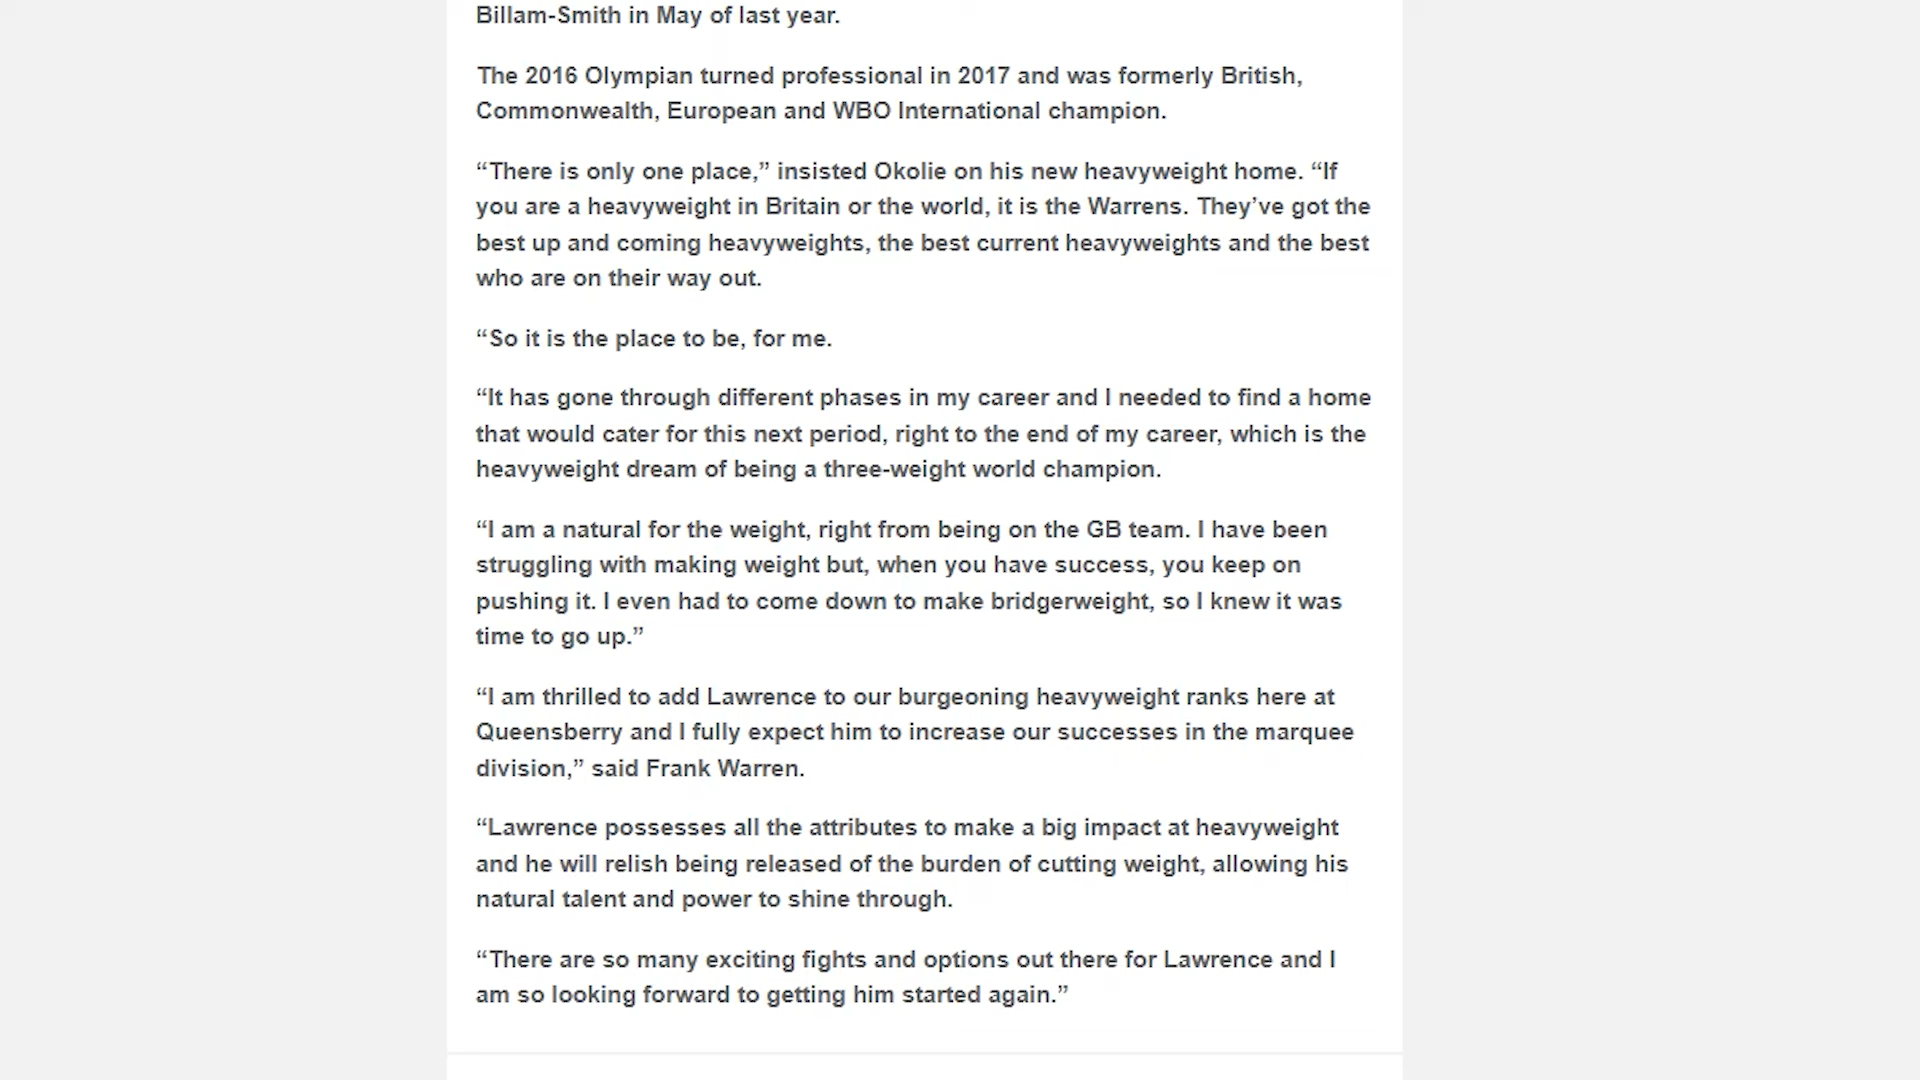 Billam-Smith in May of last year.
The 2016 Olympian turned professional in 2017 and was formerly British,
Commonwealth, European and WBO International champion.
“There is only one place,” insisted Okolie on his new heavyweight home. “If
you are a heavyweight in Britain or the world, it is the Warrens. They’ve got the
best up and coming heavyweights, the best current heavyweights and the best
who are on their way out.
“So it is the place to be, for me.
“It has gone through different phases in my career and I needed to find a home
that would cater for this next period, right to the end of my career, which is the
heavyweight dream of being a three-weight world champion.
“I am a natural for the weight, right from being on the GB team. I have been
struggling with making weight but, when you have success, you keep on
pushing it. I even had to come down to make bridgerweight, so I knew it was
time to go up.”
“I am thrilled to add Lawrence to our burgeoning heavyweight ranks here at
Queensberry and I fully expect him to increase our successes in the marquee
division,” said Frank Warren.
“Lawrence possesses all the attributes to make a big impact at heavyweight
and he will relish being released of the burden of cutting weight, allowing his
natural talent and power to shine through.
“There are so many exciting fights and options out there for Lawrence and I
am so looking forward to getting him started again.”